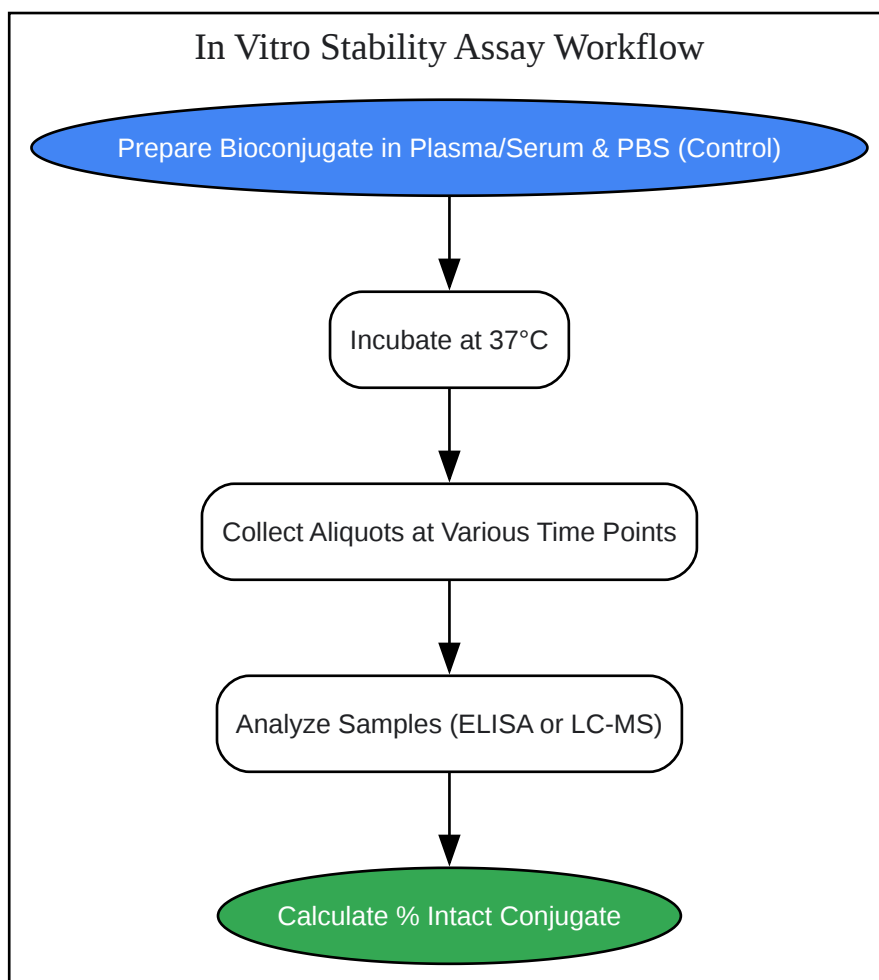 In Vitro Stability Assay Workflow
Prepare Bioconjugate in Plasma/Serum & PBS (Control)
Incubate at 37°C
Collect Aliquots at Various Time Points
Analyze Samples (ELISA or LC-MS)
Calculate % Intact Conjugate